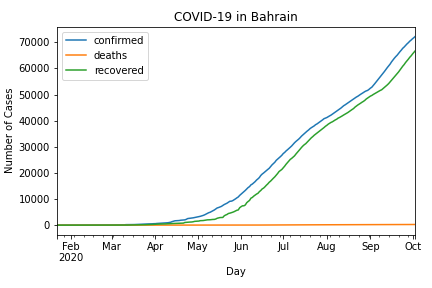 COVID-19 in Bahrain
confirmed
deaths
recovered
Number of Cases
70000
60000
50000
40000
30000
20000
10000
0
Feb Mar Apr May Jun Jul Aug Sep Oct
2020
Day